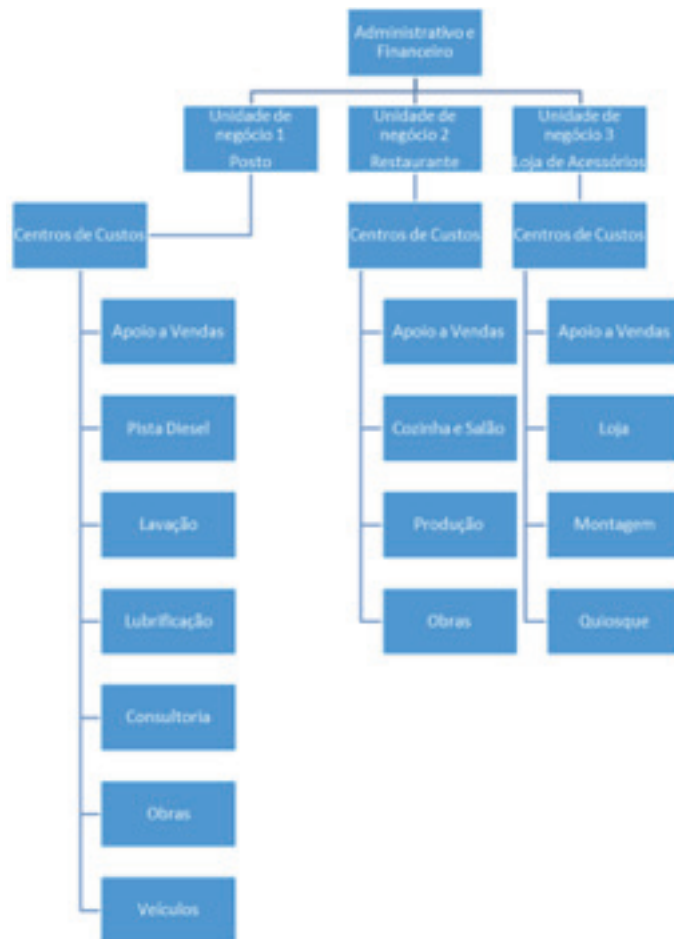 Administrativo e
Financeiro
Unidade de
negócio 1
Posto
Unidade de
negócio 2
Restaurante
Unidade de
negócio 3
Loja de Acessórios
Centros de Custos
Centros de Custos
Centros de Custos
Apoio a Vendas
Pista Diesel
Lavação
Lubrificação
Consultoria
Obras
Veículos
Apoio a Vendas
Cozinha e Salão
Produção
Obras
Apoio a Vendas
Loja
Montagem
Quiosque